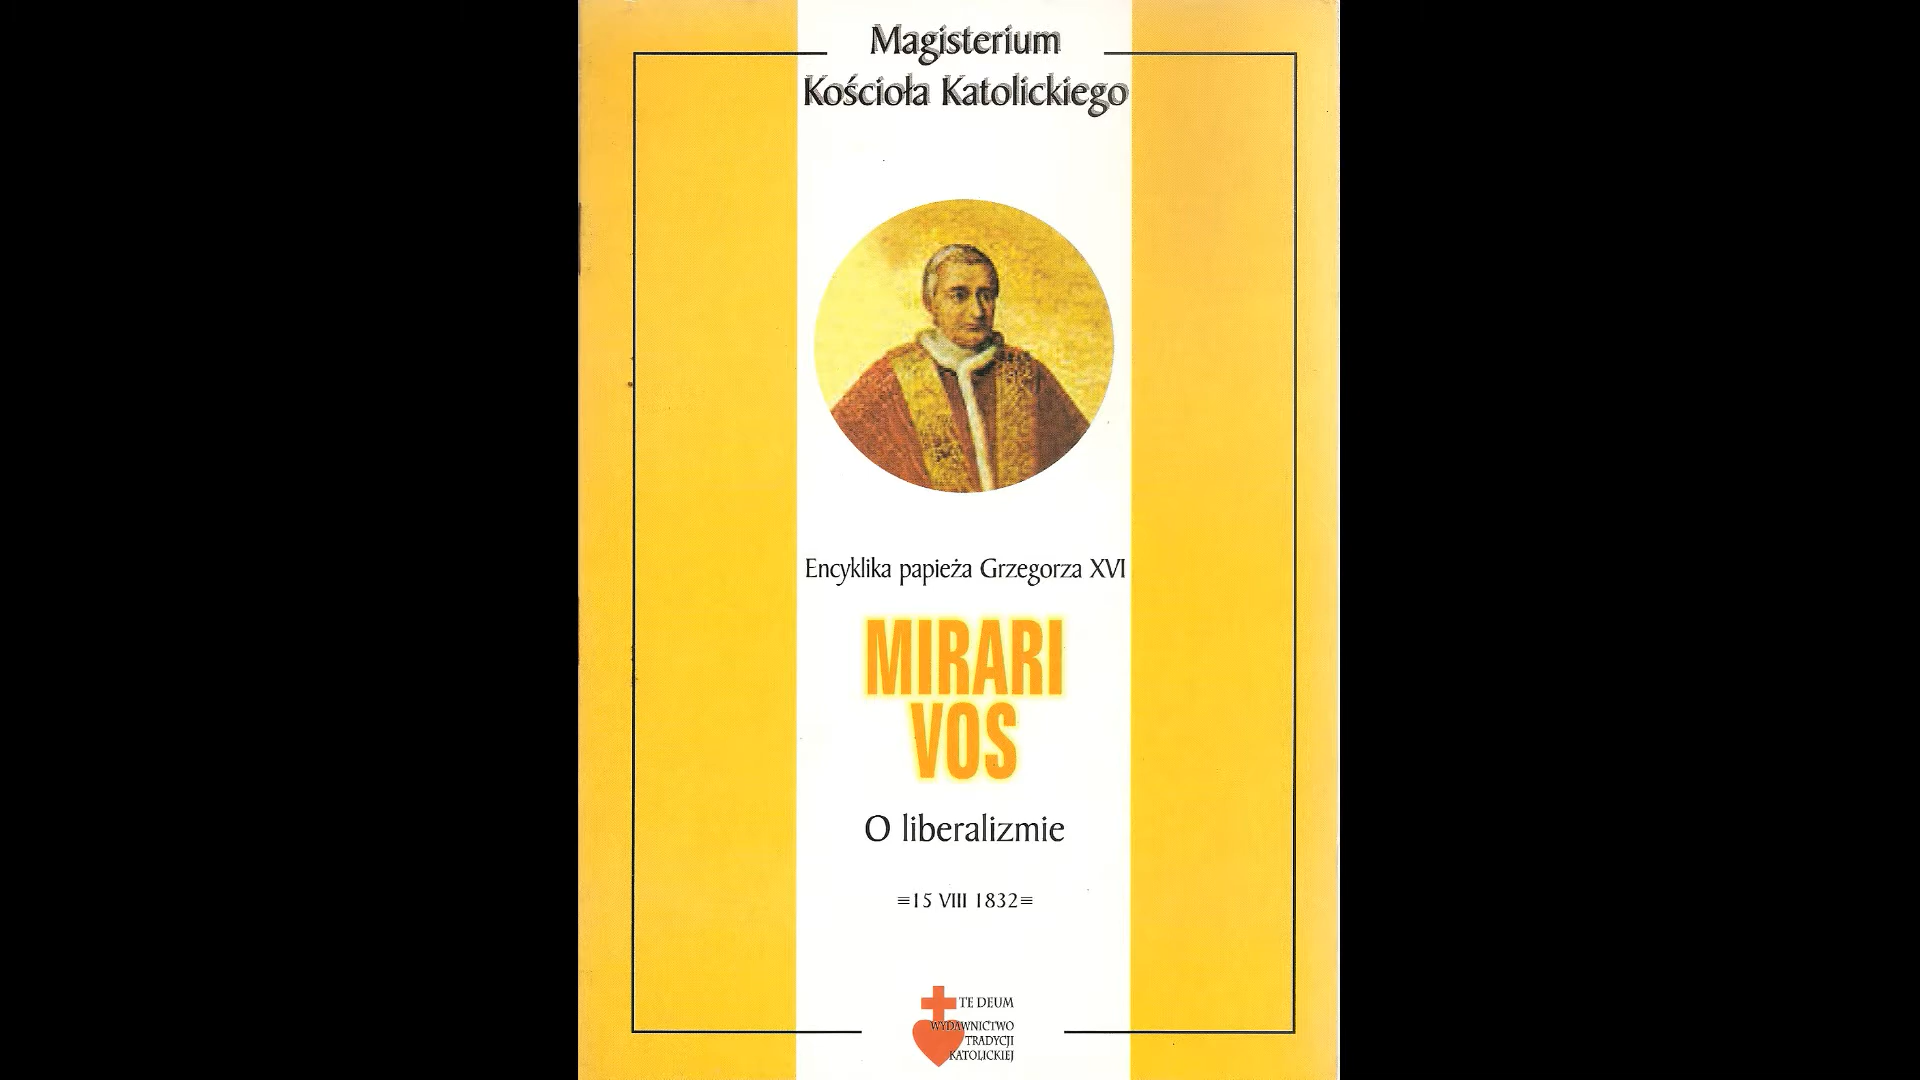 Magisterium
Kościoła Katolickiego
Encyklika papieża Grzegorza XVI
MIRARI
VOS
O liberalizmie
≡15 VIII 1832≡
TE DEUM
WYDAWNICTWO
TRADYCJI
KATOLICKIEJ